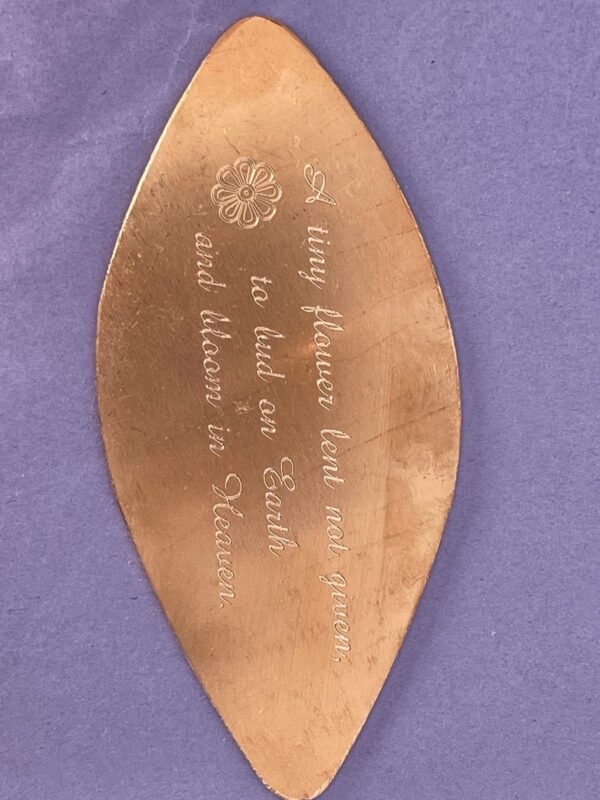 A tiny flower lent not given,
to bud on Earth
and bloom in Heaven.